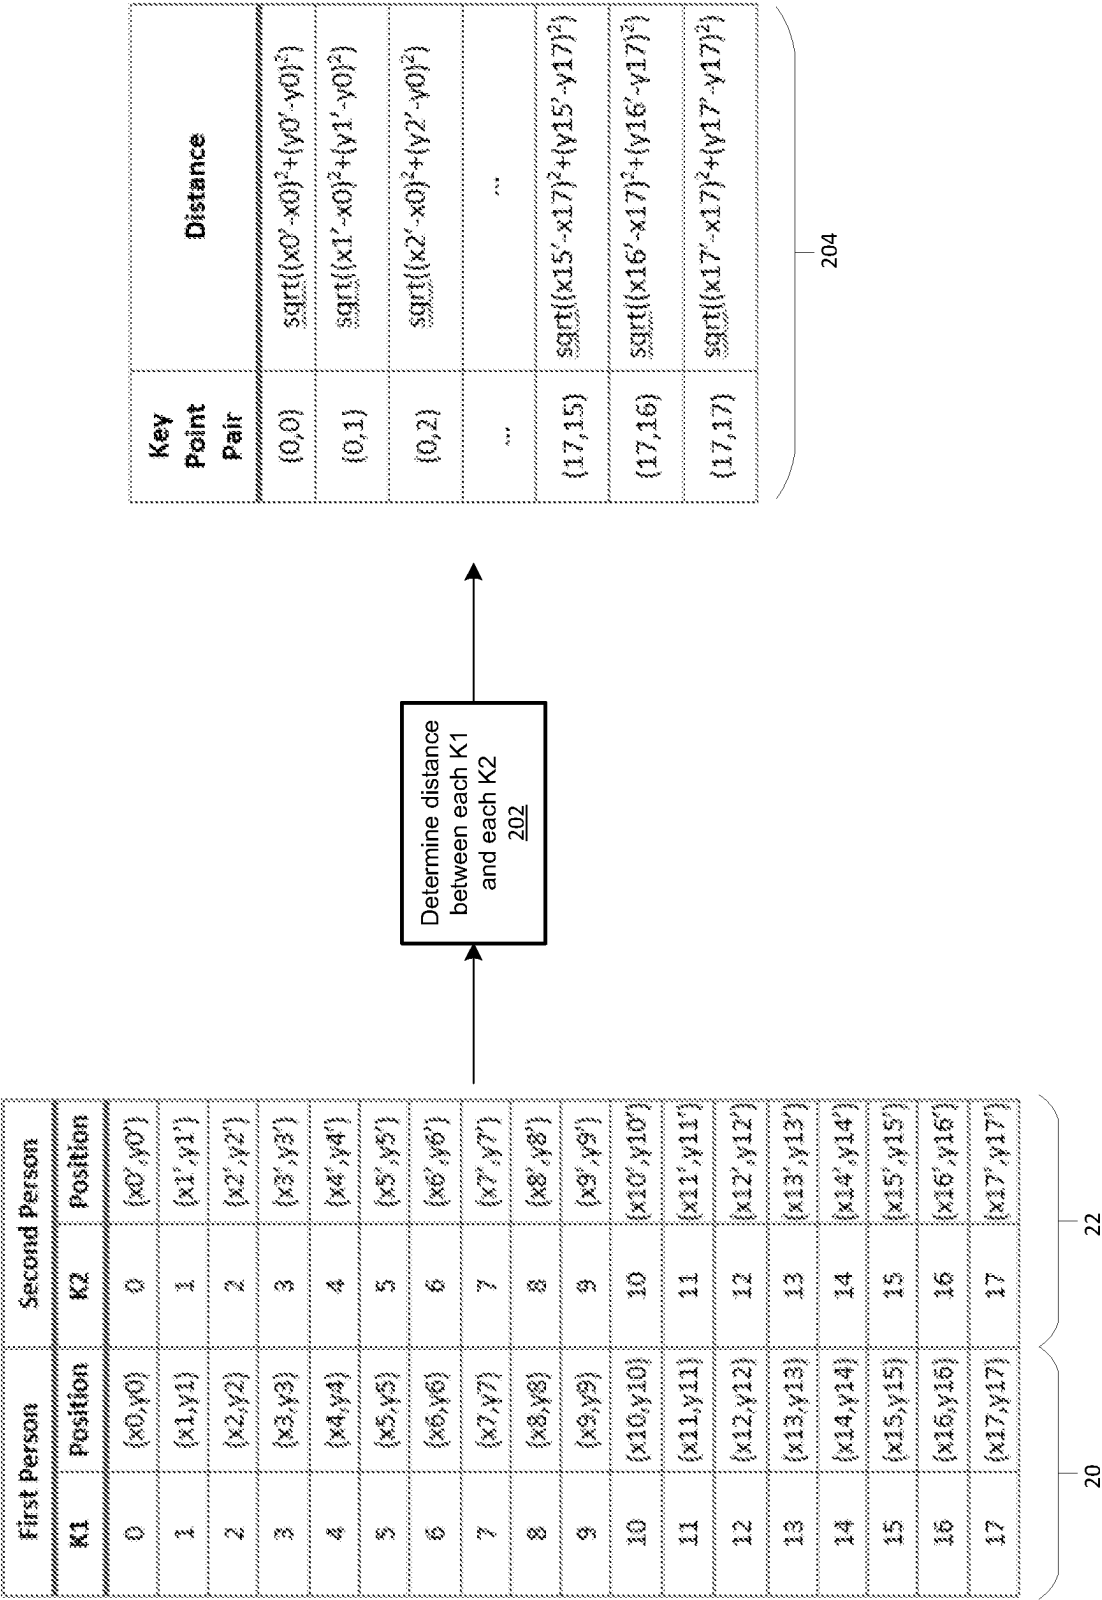 First Person Second Person
K1 Position K2 Position
0 (x0,y0) 0 (x0',y0')
1 (x1,y1) 1 (x1',y1')
2 (x2,y2) 2 (x2',y2')
3 (x3,y3) 3 (x3',y3')
4 (x4,y4) 4 (x4',y4')
5 (x5,y5) 5 (x5',y5')
6 (x6,y6) 6 (x6',y6')
7 (x7,y7) 7 (x7',y7')
8 (x8,y8) 8 (x8',y8')
9 (x9,y9) 9 (x9',y9')
10 (x10,y10) 10 (x10',y10')
11 (x11,y11) 11 (x11',y11')
12 (x12,y12) 12 (x12',y12')
13 (x13,y13) 13 (x13',y13')
14 (x14,y14) 14 (x14',y14')
15 (x15,y15) 15 (x15',y15')
16 (x16,y16) 16 (x16',y16')
17 (x17,y17) 17 (x17',y17')
20 22
Determine distance
between each K1
and each K2
202
Key
Point
Pair
Distance
(0,0) sqrt((x0'-x0)²+(y0'-y0)²)
(0,1) sqrt((x1'-x0)²+(y1'-y0)²)
(0,2) sqrt((x2'-x0)²+(y2'-y0)²)
... ...
(17,15) sqrt((x15'-x17)²+(y15'-y17)²)
(17,16) sqrt((x16'-x17)²+(y16'-y17)²)
(17,17) sqrt((x17'-x17)²+(y17'-y17)²)
204